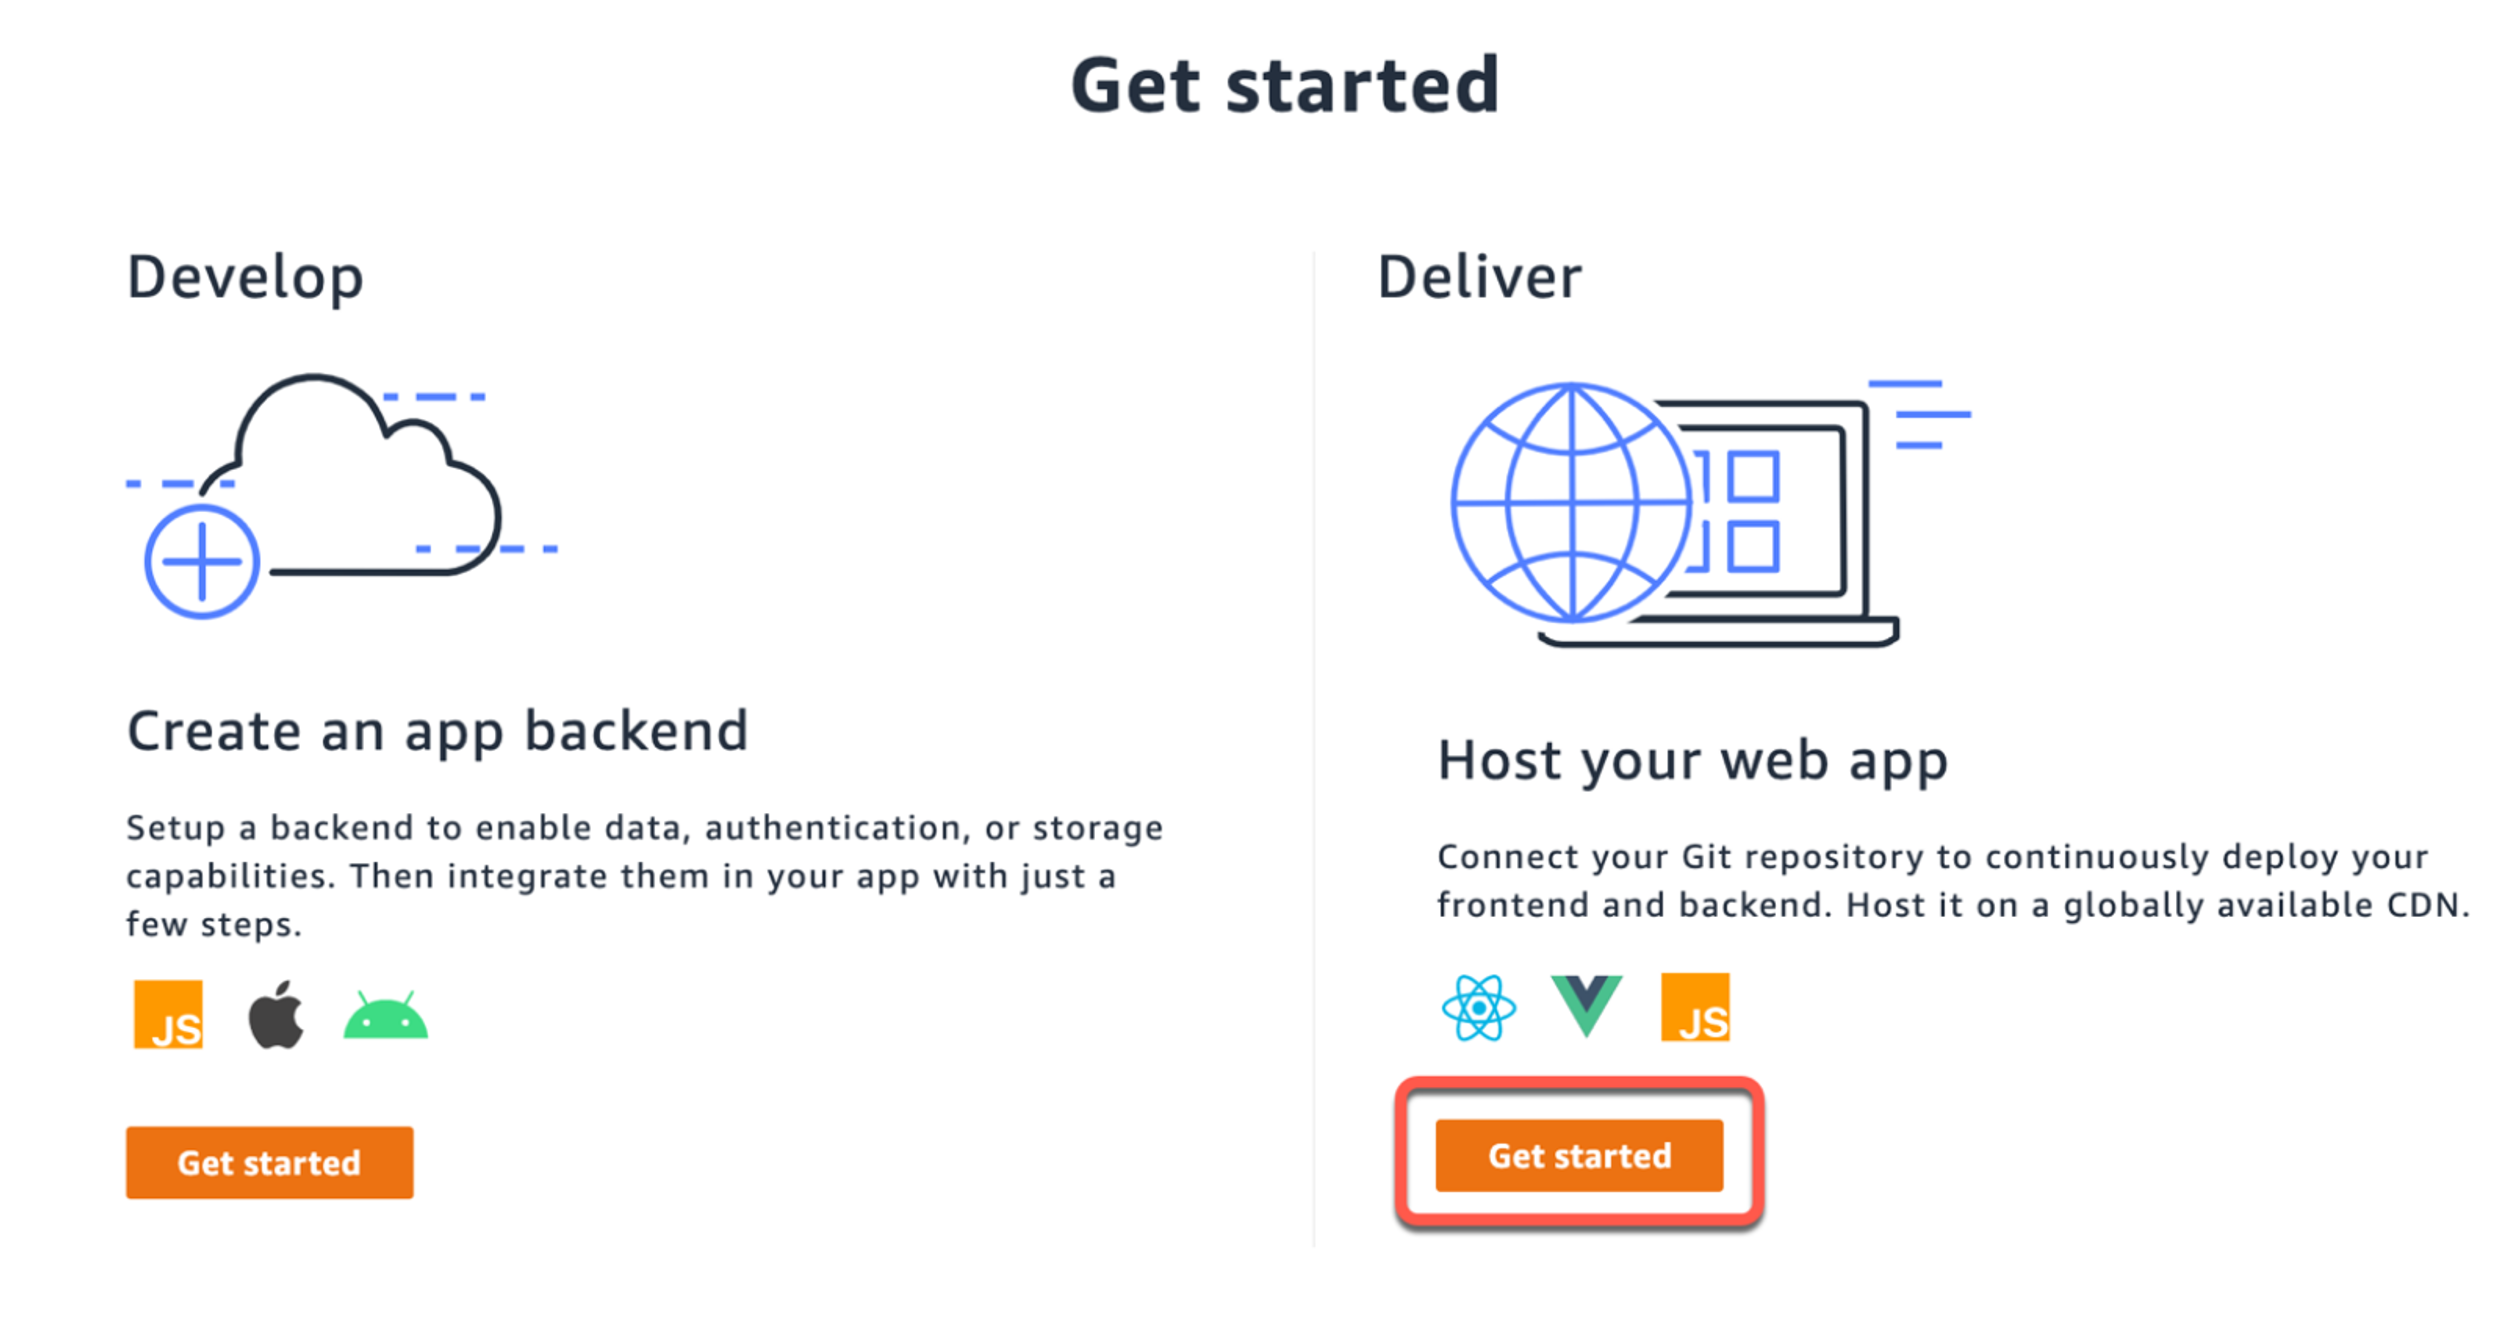 Get started
Develop
Create an app backend
Setup a backend to enable data, authentication, or storage
capabilities. Then integrate them in your app with just a
few steps.
JS
Get started
Deliver
Host your web app
Connect your Git repository to continuously deploy your
frontend and backend. Host it on a globally available CDN.
JS
Get started